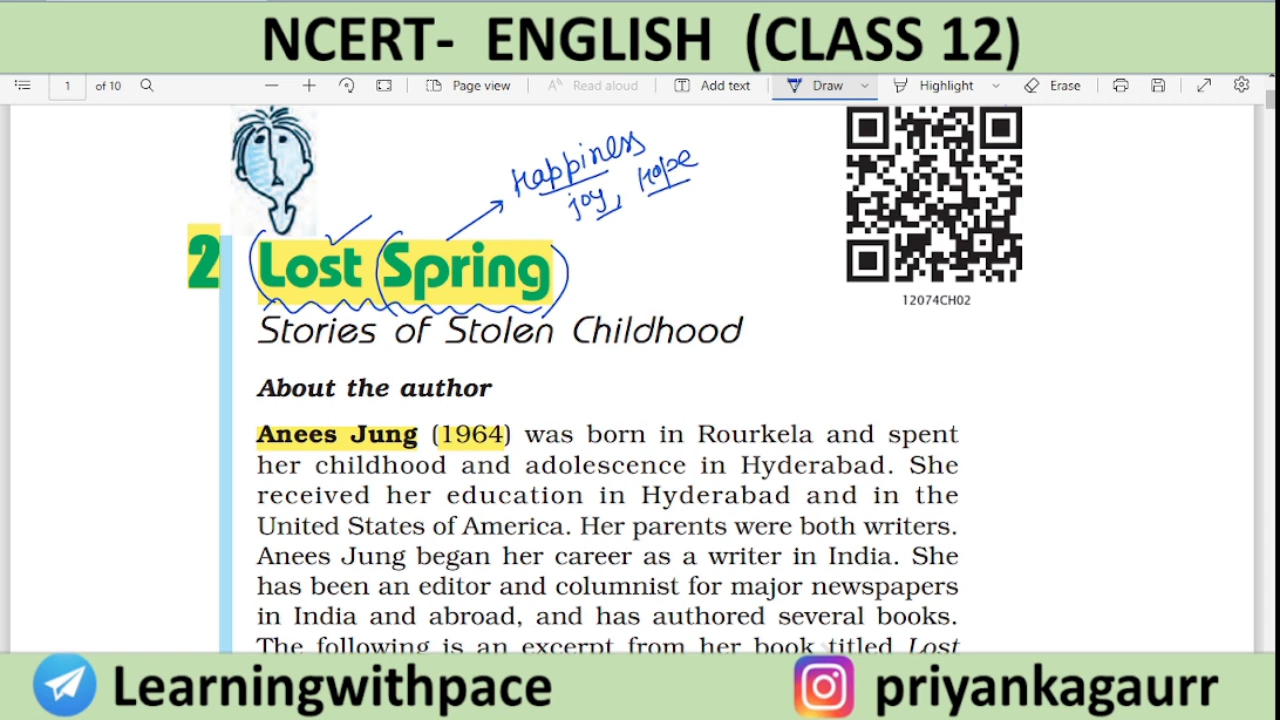 NCERT- ENGLISH (CLASS 12)
1 of 10 Page view Read aloud Add text Draw Highlight Erase
Happiness
joy, Hope
12074CH02
2 Lost Spring
Stories of Stolen Childhood
About the author
Anees Jung (1964) was born in Rourkela and spent
her childhood and adolescence in Hyderabad. She
received her education in Hyderabad and in the
United States of America. Her parents were both writers.
Anees Jung began her career as a writer in India. She
has been an editor and columnist for major newspapers
in India and abroad, and has authored several books.
The following is an excerpt from her book titled Lost
Learningwithpace priyankagaurr